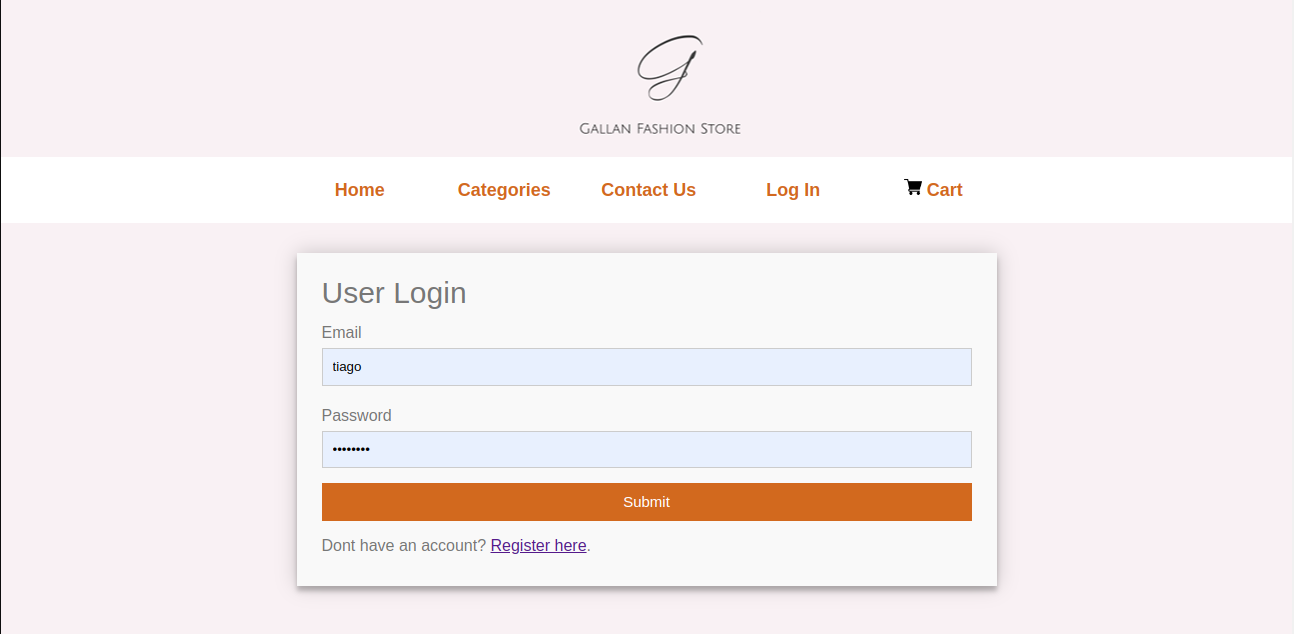 GALLAN FASHION STORE
Home Categories Contact Us Log In Cart
User Login
Email
tiago
Password
••••••••
Submit
Dont have an account? Register here.